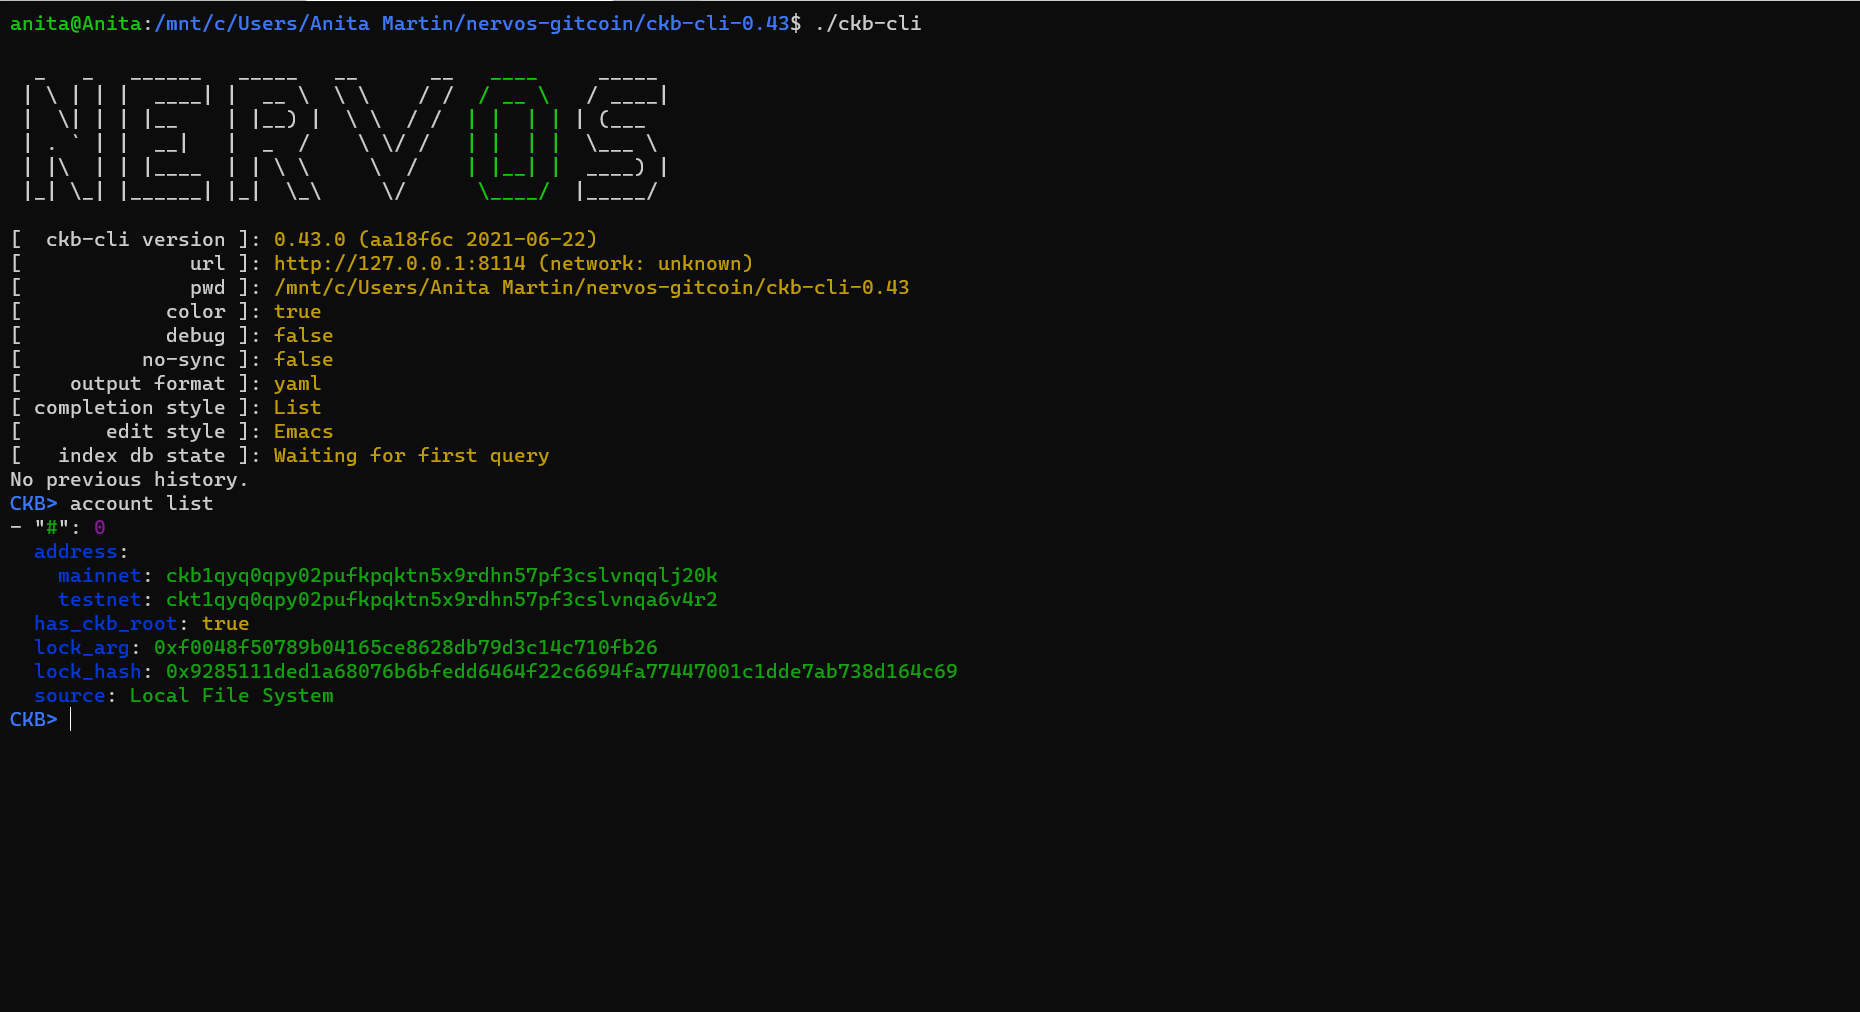 anita@Anita:/mnt/c/Users/Anita Martin/nervos-gitcoin/ckb-cli-0.43$ ./ckb-cli
NERVOS
[  ckb-cli version ]: 0.43.0 (aa18f6c 2021-06-22)
[              url ]: http://127.0.0.1:8114 (network: unknown)
[              pwd ]: /mnt/c/Users/Anita Martin/nervos-gitcoin/ckb-cli-0.43
[            color ]: true
[            debug ]: false
[          no-sync ]: false
[    output format ]: yaml
[ completion style ]: List
[       edit style ]: Emacs
[   index db state ]: Waiting for first query
No previous history.
CKB> account list
- "#": 0
  address:
    mainnet: ckb1qyq0qpy02pufkpqktn5x9rdhn57pf3cslvnqqlj20k
    testnet: ckt1qyq0qpy02pufkpqktn5x9rdhn57pf3cslvnqa6v4r2
  has_ckb_root: true
  lock_arg: 0xf0048f50789b04165ce8628db79d3c14c710fb26
  lock_hash: 0x9285111ded1a68076b6bfedd6464f22c6694fa77447001c1dde7ab738d164c69
  source: Local File System
CKB>